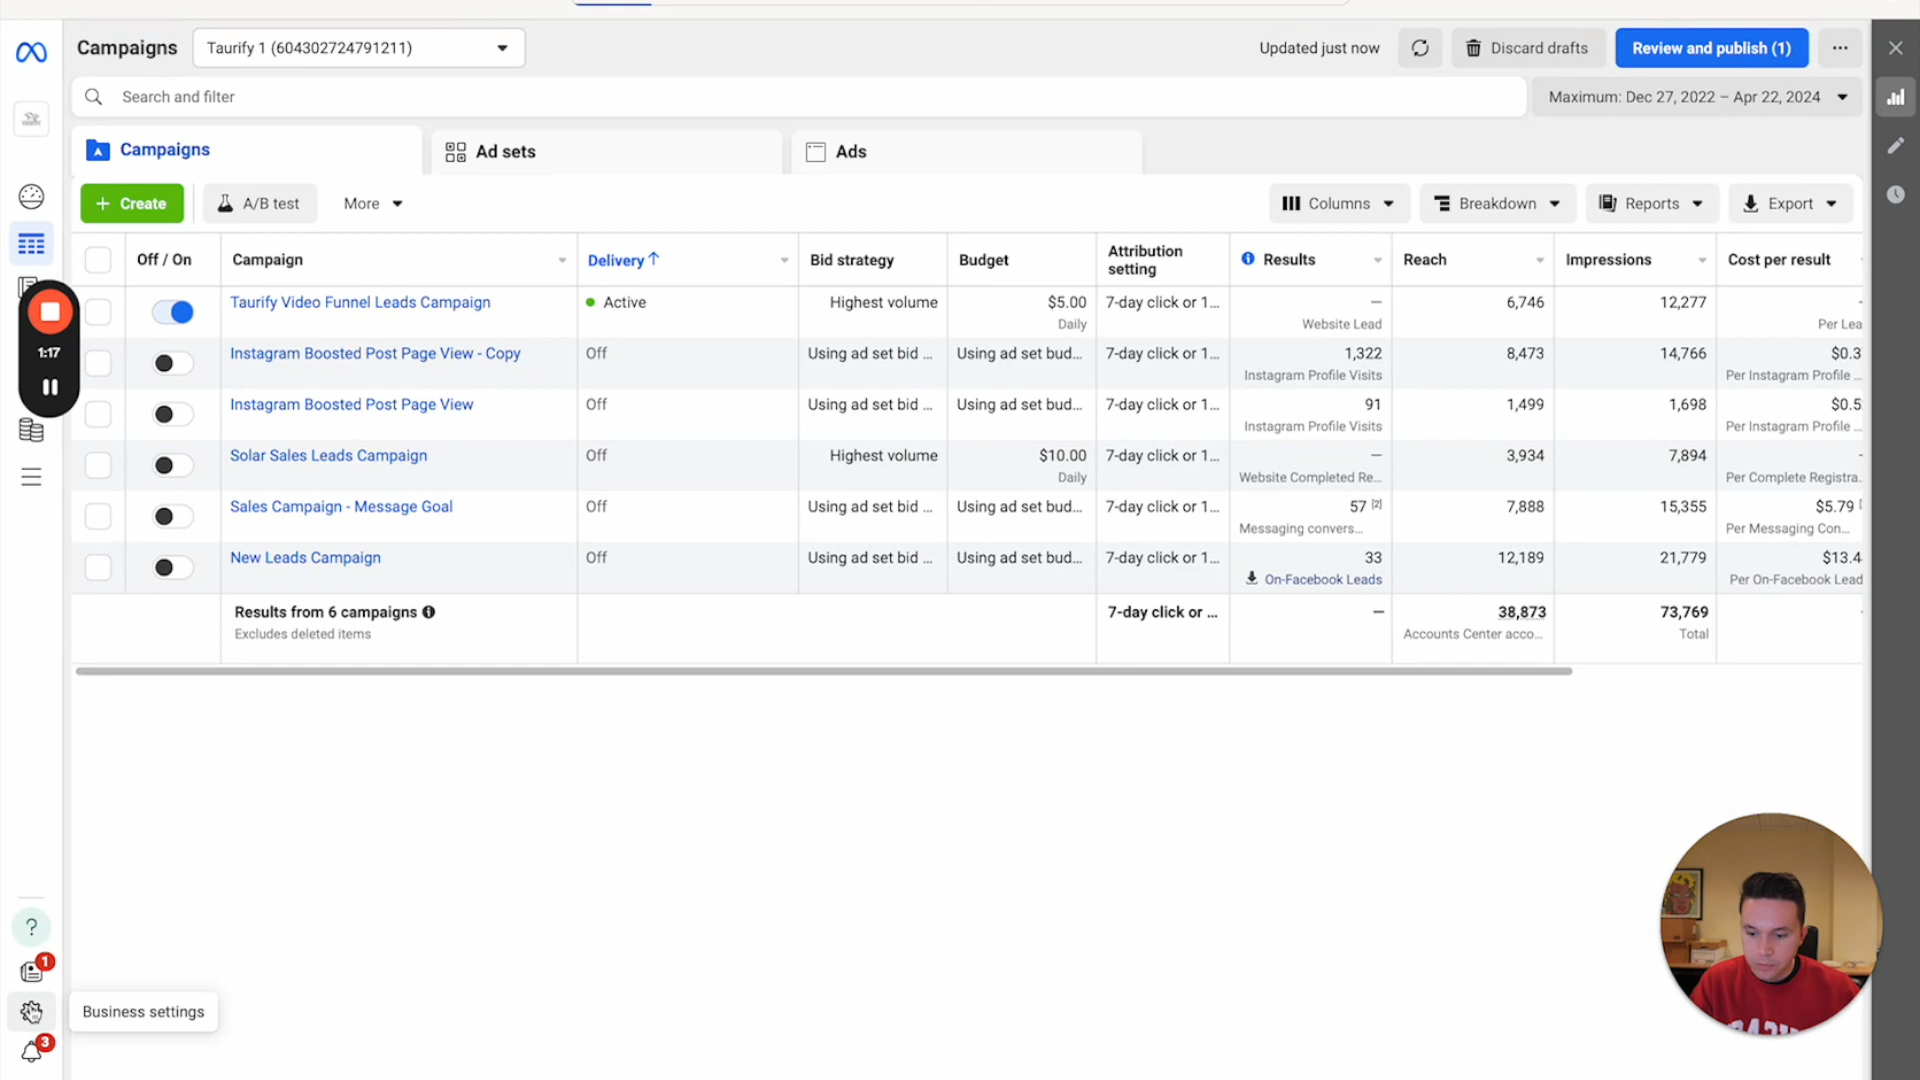 Campaigns
Taurify 1 (604302724791211)
Updated just now
Discard drafts
Review and publish (1)
Search and filter
Maximum: Dec 27, 2022 – Apr 22, 2024
Campaigns
Ad sets
Ads
+ Create
A/B test
More
Columns
Breakdown
Reports
Export
Off / On
Campaign
Delivery ↑
Bid strategy
Budget
Attribution
setting
Results
Reach
Impressions
Cost per result
Taurify Video Funnel Leads Campaign
Active
Highest volume
$5.00
Daily
7-day click or 1...
—
Website Lead
6,746
12,277
Per Lea
Instagram Boosted Post Page View - Copy
Off
Using ad set bid ...
Using ad set bud...
7-day click or 1...
1,322
Instagram Profile Visits
8,473
14,766
$0.3
Per Instagram Profile ...
Instagram Boosted Post Page View
Off
Using ad set bid ...
Using ad set bud...
7-day click or 1...
91
Instagram Profile Visits
1,499
1,698
$0.5
Per Instagram Profile ...
Solar Sales Leads Campaign
Off
Highest volume
$10.00
Daily
7-day click or 1...
—
Website Completed Re...
3,934
7,894
Per Complete Registra...
Sales Campaign - Message Goal
Off
Using ad set bid ...
Using ad set bud...
7-day click or 1...
57 [2]
Messaging convers...
7,888
15,355
$5.79 [
Per Messaging Con...
New Leads Campaign
Off
Using ad set bid ...
Using ad set bud...
7-day click or 1...
33
On-Facebook Leads
12,189
21,779
$13.4
Per On-Facebook Lead
Results from 6 campaigns
Excludes deleted items
7-day click or ...
—
38,873
Accounts Center acco...
73,769
Total
1:17
?
1
Business settings
3